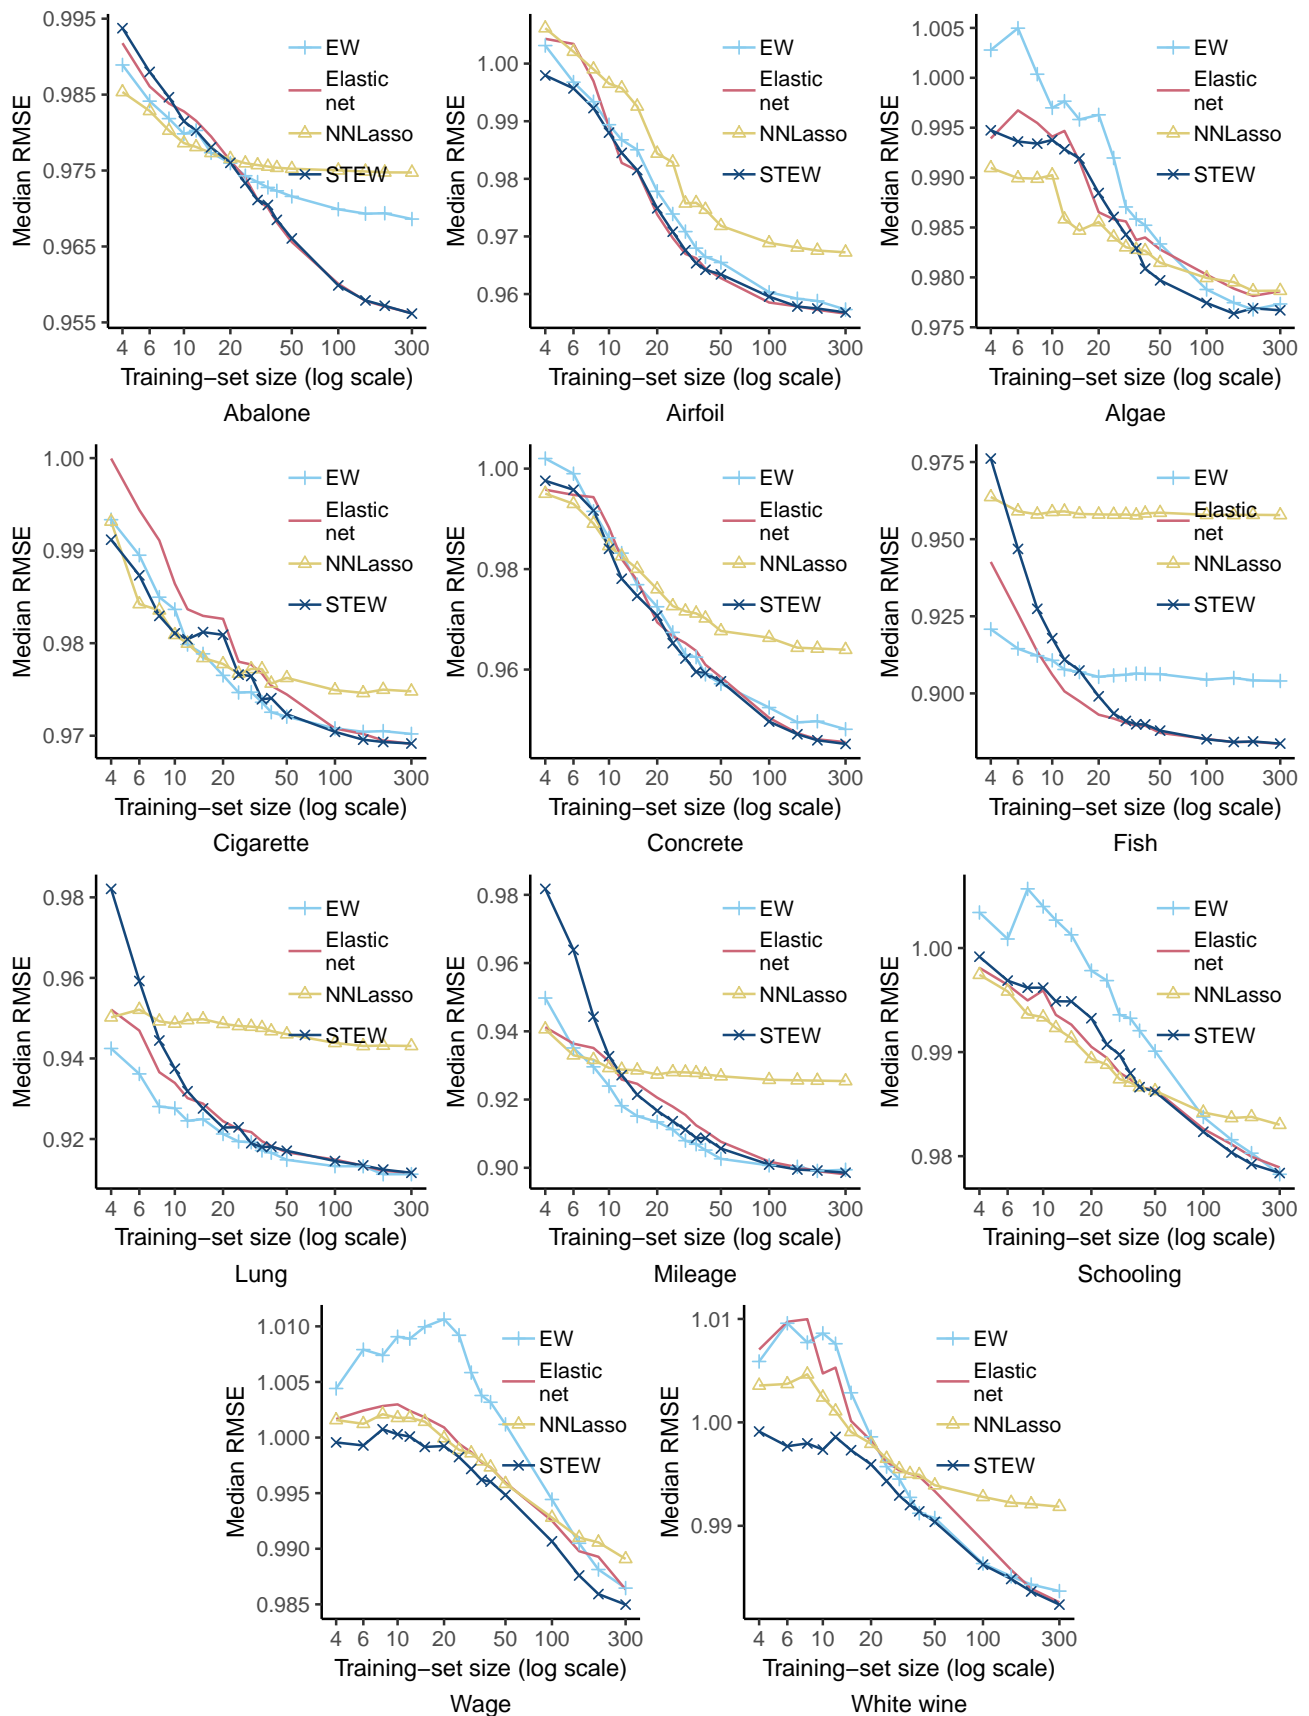 0.995
0.985
0.975
0.965
0.955
Median RMSE
EW
Elastic
net
NNLasso
STEW
4 6 10 20 50 100 300
Training−set size (log scale)
Abalone
1.00
0.99
0.98
0.97
0.96
Median RMSE
EW
Elastic
net
NNLasso
STEW
4 6 10 20 50 100 300
Training−set size (log scale)
Airfoil
1.005
1.000
0.995
0.990
0.985
0.980
0.975
Median RMSE
EW
Elastic
net
NNLasso
STEW
4 6 10 20 50 100 300
Training−set size (log scale)
Algae
1.00
0.99
0.98
0.97
Median RMSE
EW
Elastic
net
NNLasso
STEW
4 6 10 20 50 100 300
Training−set size (log scale)
Cigarette
1.00
0.98
0.96
Median RMSE
EW
Elastic
net
NNLasso
STEW
4 6 10 20 50 100 300
Training−set size (log scale)
Concrete
0.975
0.950
0.925
0.900
Median RMSE
EW
Elastic
net
NNLasso
STEW
4 6 10 20 50 100 300
Training−set size (log scale)
Fish
0.98
0.96
0.94
0.92
Median RMSE
EW
Elastic
net
NNLasso
STEW
4 6 10 20 50 100 300
Training−set size (log scale)
Lung
0.98
0.96
0.94
0.92
0.90
Median RMSE
EW
Elastic
net
NNLasso
STEW
4 6 10 20 50 100 300
Training−set size (log scale)
Mileage
1.00
0.99
0.98
Median RMSE
EW
Elastic
net
NNLasso
STEW
4 6 10 20 50 100 300
Training−set size (log scale)
Schooling
1.010
1.005
1.000
0.995
0.990
0.985
Median RMSE
EW
Elastic
net
NNLasso
STEW
4 6 10 20 50 100 300
Training−set size (log scale)
Wage
1.01
1.00
0.99
Median RMSE
EW
Elastic
net
NNLasso
STEW
4 6 10 20 50 100 300
Training−set size (log scale)
White wine